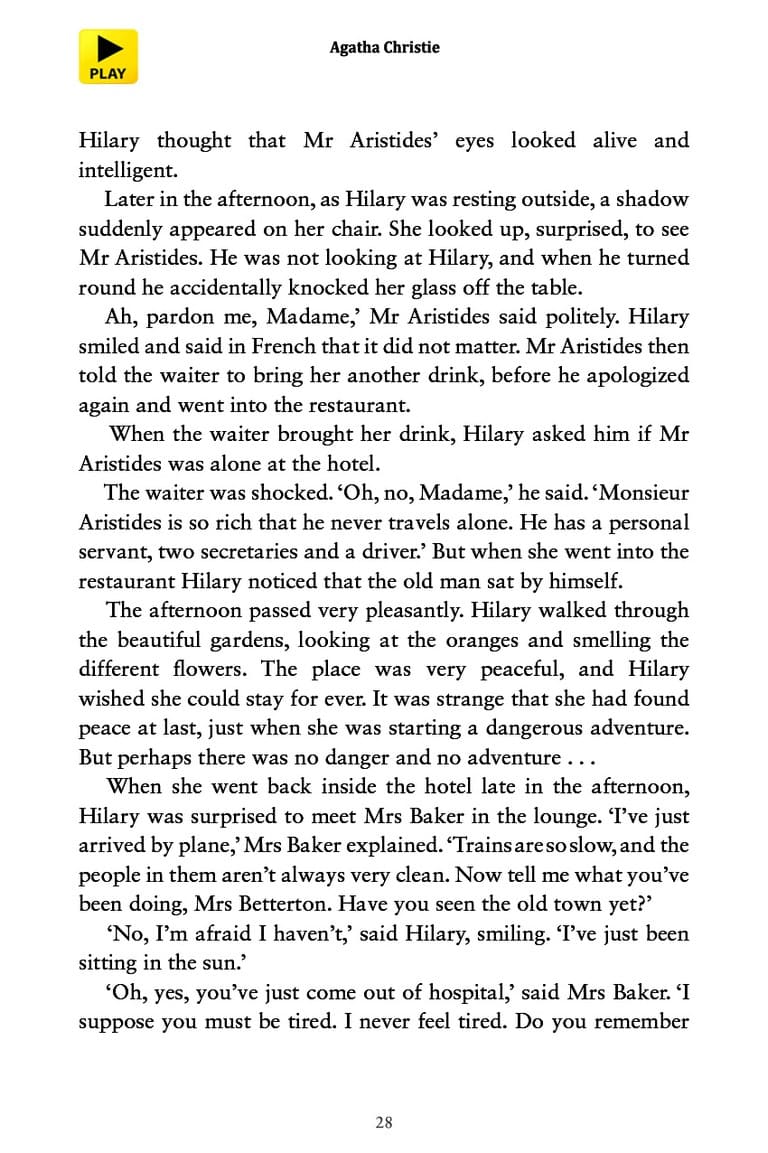 PLAY
Agatha Christie
Hilary thought that Mr Aristides’ eyes looked alive and
intelligent.
Later in the afternoon, as Hilary was resting outside, a shadow
suddenly appeared on her chair. She looked up, surprised, to see
Mr Aristides. He was not looking at Hilary, and when he turned
round he accidentally knocked her glass off the table.
Ah, pardon me, Madame,’ Mr Aristides said politely. Hilary
smiled and said in French that it did not matter. Mr Aristides then
told the waiter to bring her another drink, before he apologized
again and went into the restaurant.
When the waiter brought her drink, Hilary asked him if Mr
Aristides was alone at the hotel.
The waiter was shocked. ‘Oh, no, Madame,’ he said. ‘Monsieur
Aristides is so rich that he never travels alone. He has a personal
servant, two secretaries and a driver.’ But when she went into the
restaurant Hilary noticed that the old man sat by himself.
The afternoon passed very pleasantly. Hilary walked through
the beautiful gardens, looking at the oranges and smelling the
different flowers. The place was very peaceful, and Hilary
wished she could stay for ever. It was strange that she had found
peace at last, just when she was starting a dangerous adventure.
But perhaps there was no danger and no adventure . . .
When she went back inside the hotel late in the afternoon,
Hilary was surprised to meet Mrs Baker in the lounge. ‘I’ve just
arrived by plane,’ Mrs Baker explained. ‘Trains are so slow, and the
people in them aren’t always very clean. Now tell me what you’ve
been doing, Mrs Betterton. Have you seen the old town yet?’
‘No, I’m afraid I haven’t,’ said Hilary, smiling. ‘I’ve just been
sitting in the sun.’
‘Oh, yes, you’ve just come out of hospital,’ said Mrs Baker. ‘I
suppose you must be tired. I never feel tired. Do you remember
28